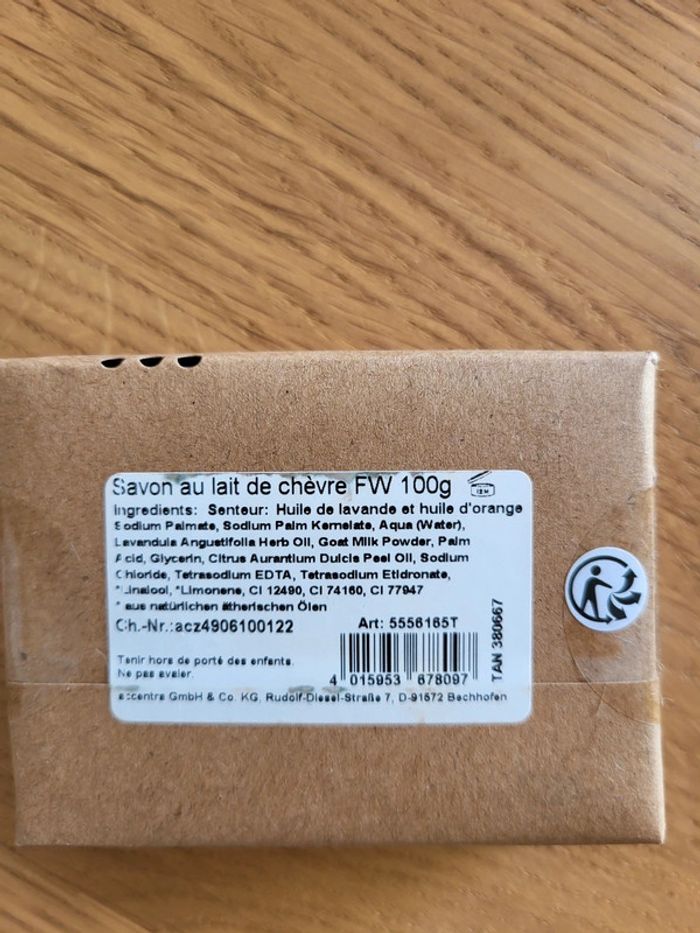 Savon au lait de chèvre FW 100g
12 M
Ingredients: Senteur: Huile de lavande et huile d'orange
Sodium Palmate, Sodium Palm Kernelate, Aqua (Water),
Lavandula Angustifolia Herb Oil, Goat Milk Powder, Palm
Acid, Glycerin, Citrus Aurantium Dulcis Peel Oil, Sodium
Chloride, Tetrasodium EDTA, Tetrasodium Etidronate,
*Linalool, *Limonene, CI 12490, CI 74160, CI 77947
* aus natürlichen ätherischen Ölen
Ch.-Nr.:acz4906100122
Art: 5556165T
TAN 380667
Tenir hors de porté des enfants.
Ne pas avaler.
4 015953 678097
accentra GmbH & Co. KG, Rudolf-Diesel-Straße 7, D-91572 Bechhofen